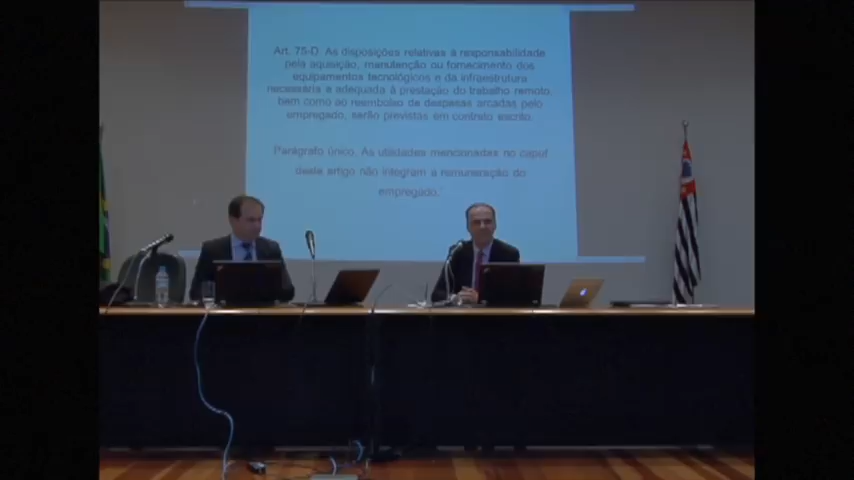 Art. 75-D. As disposições relativas à responsabilidade
pela aquisição, manutenção ou fornecimento dos
equipamentos tecnológicos e da infraestrutura
necessária e adequada à prestação do trabalho remoto,
bem como ao reembolso de despesas arcadas pelo
empregado, serão previstas em contrato escrito.
Parágrafo único. As utilidades mencionadas no caput
deste artigo não integram a remuneração do
empregado.”